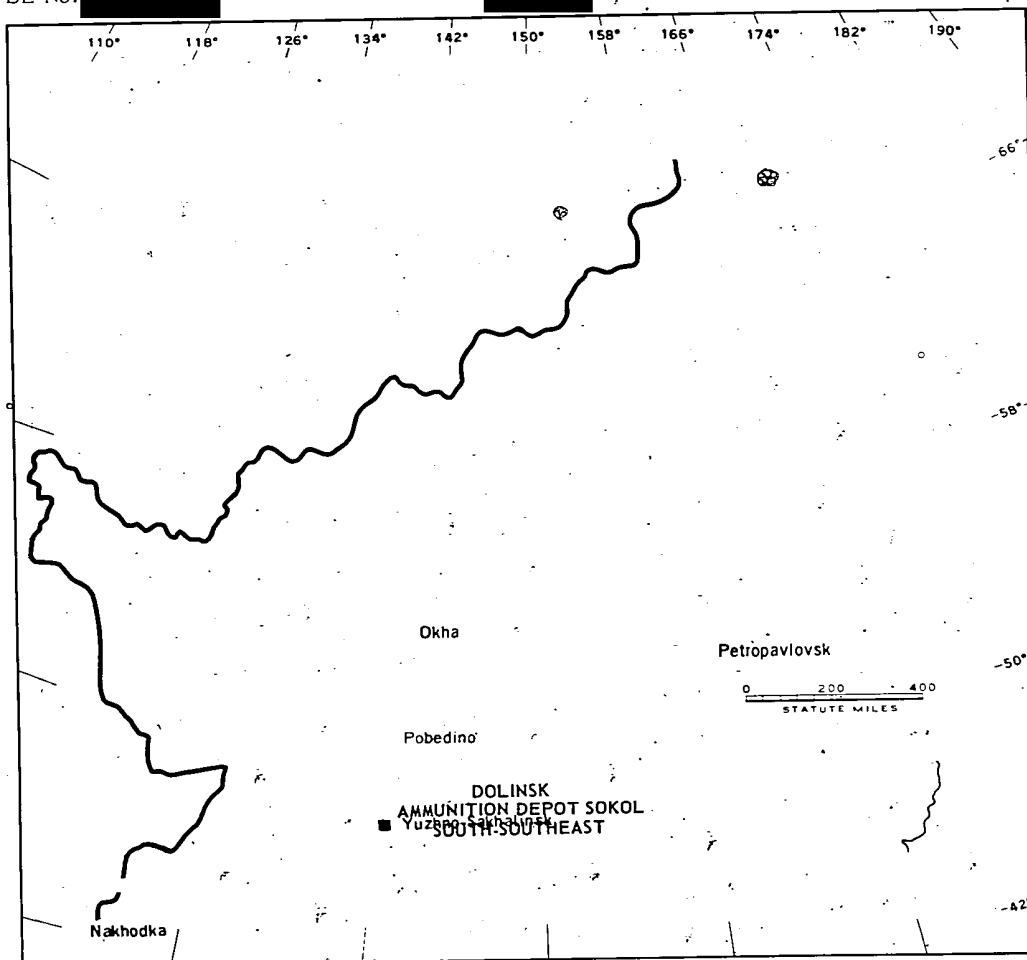 110° 118° 126° 134° 142° 150° 158° 166° 174° 182° 190°
66°
58°
Okha
Petropavlovsk
50°
0 200 400
STATUTE MILES
Pobedino
DOLINSK
AMMUNITION DEPOT SOKOL
Yuzhno-Sakhalinsk
SOUTH-SOUTHEAST
42°
Nakhodka